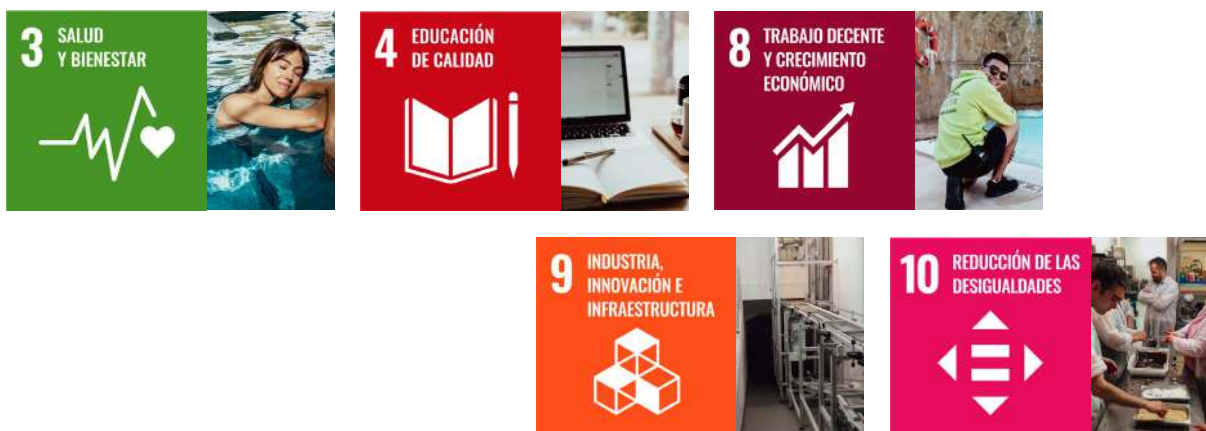 3 SALUD
Y BIENESTAR
4 EDUCACIÓN
DE CALIDAD
8 TRABAJO DECENTE
Y CRECIMIENTO
ECONÓMICO
9 INDUSTRIA,
INNOVACIÓN E
INFRAESTRUCTURA
10 REDUCCIÓN DE LAS
DESIGUALDADES